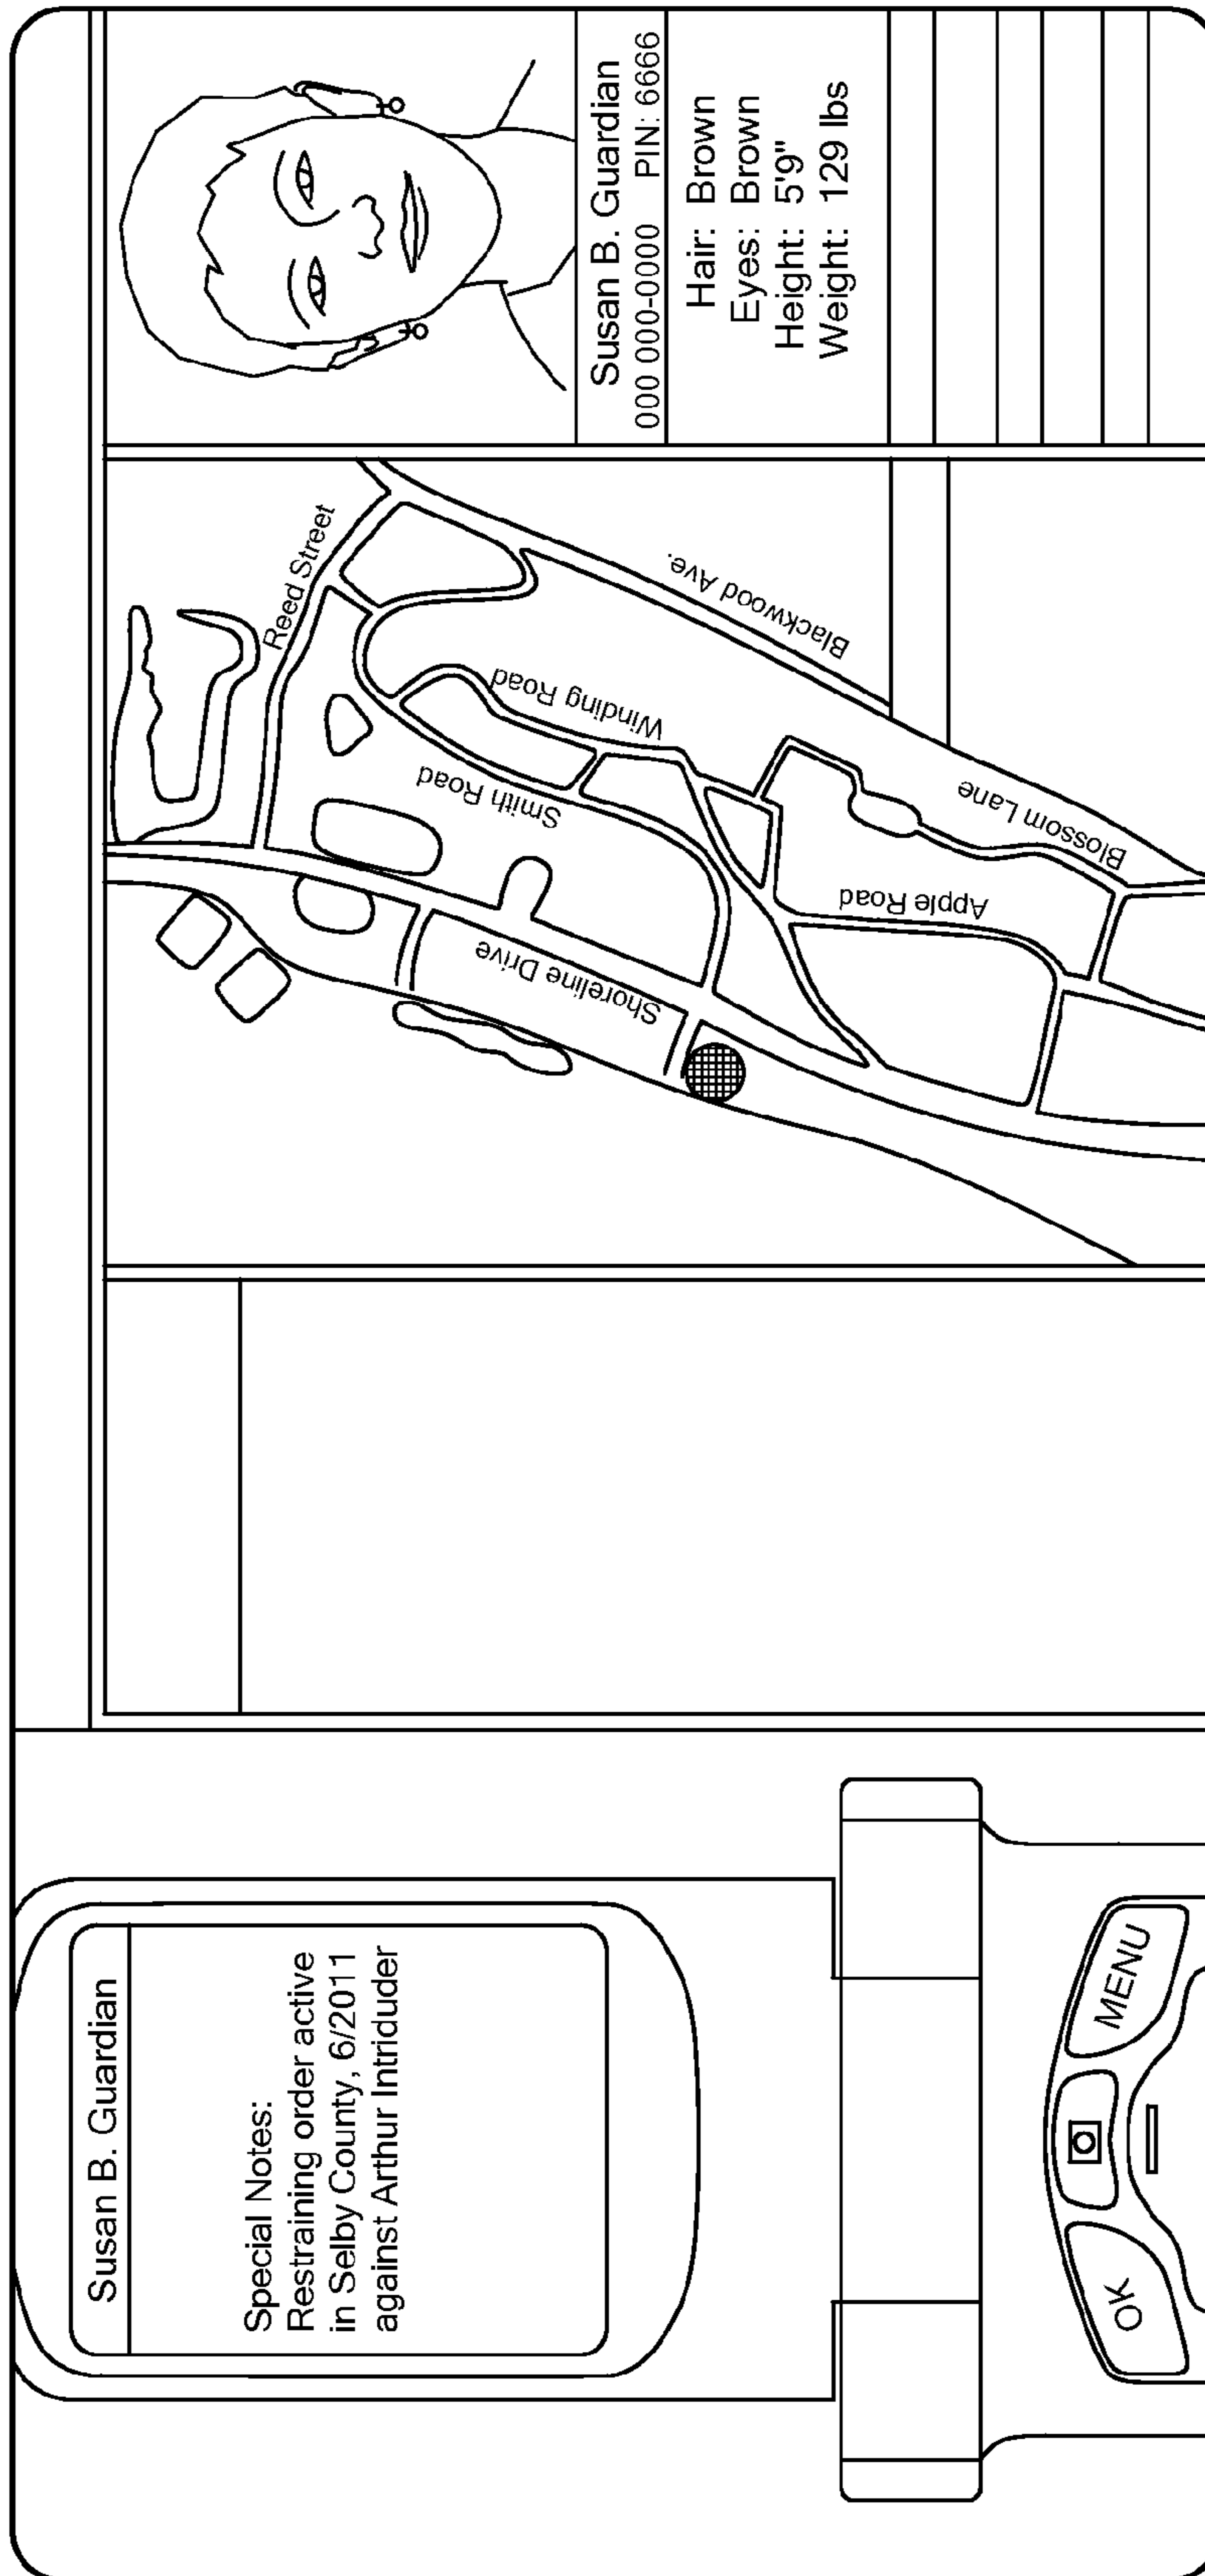 Susan B. Guardian
Special Notes:
Restraining order active
in Selby County, 6/2011
against Arthur Intriduder
OK
MENU
Reed Street
Blackwood Ave.
Winding Road
Smith Road
Shoreline Drive
Apple Road
Blossom Lane
Susan B. Guardian
000 000-0000 PIN: 6666
Hair: Brown
Eyes: Brown
Height: 5'9"
Weight: 129 lbs